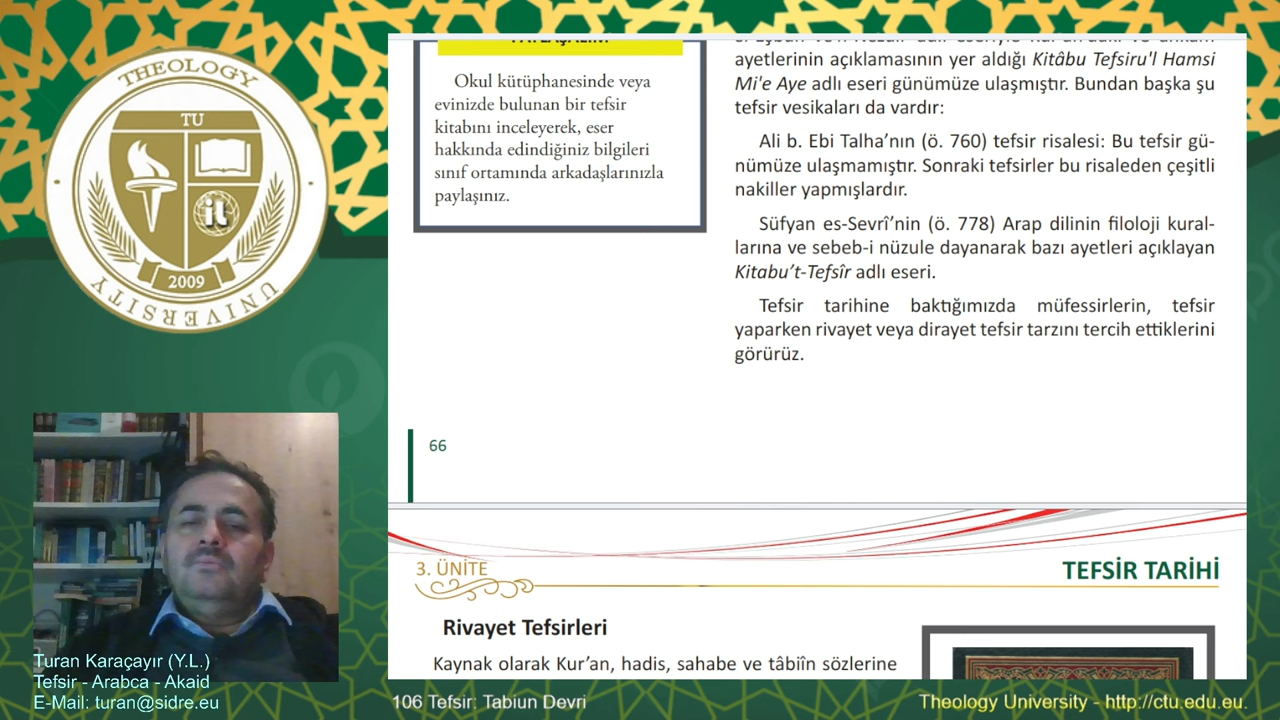 THEOLOGY
TU
2009
UNIVERSITY
PAYLAŞALIM
Okul kütüphanesinde veya
evinizde bulunan bir tefsir
kitabını inceleyerek, eser
hakkında edindiğiniz bilgileri
sınıf ortamında arkadaşlarınızla
paylaşınız.
ayetlerinin açıklamasının yer aldığı Kitâbu Tefsiru'l Hamsi
Mi'e Aye adlı eseri günümüze ulaşmıştır. Bundan başka şu
tefsir vesikaları da vardır:
Ali b. Ebi Talha’nın (ö. 760) tefsir risalesi: Bu tefsir gü-
nümüze ulaşmamıştır. Sonraki tefsirler bu risaleden çeşitli
nakiller yapmışlardır.
Süfyan es-Sevrî’nin (ö. 778) Arap dilinin filoloji kural-
larına ve sebeb-i nüzule dayanarak bazı ayetleri açıklayan
Kitabu’t-Tefsîr adlı eseri.
Tefsir tarihine baktığımızda müfessirlerin, tefsir
yaparken rivayet veya dirayet tefsir tarzını tercih ettiklerini
görürüz.
66
3. ÜNİTE
TEFSİR TARİHİ
Rivayet Tefsirleri
Kaynak olarak Kur’an, hadis, sahabe ve tâbiîn sözlerine
Turan Karaçayır (Y.L.)
Tefsir - Arabca - Akaid
E-Mail: turan@sidre.eu
106 Tefsir: Tabiun Devri
Theology University - http://ctu.edu.eu.